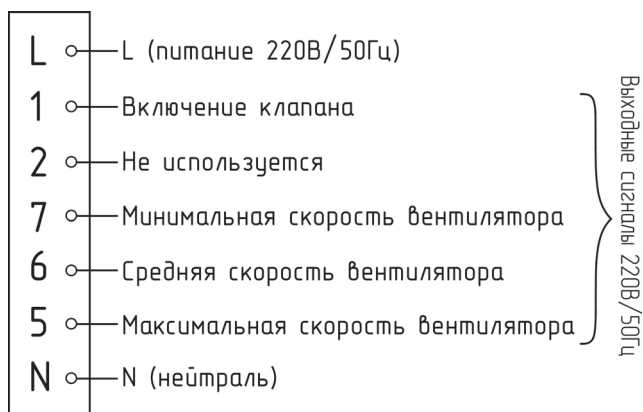 L L (питание 220В/50Гц)
1 Включение клапана
2 Не используется
7 Минимальная скорость вентилятора
6 Средняя скорость вентилятора
5 Максимальная скорость вентилятора
N N (нейтраль)
Выходные сигналы 220В/50Гц